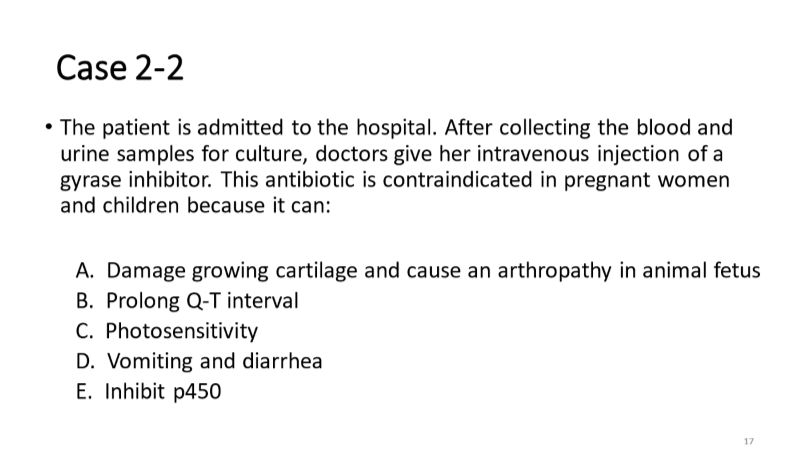 Case 2-2
• The patient is admitted to the hospital. After collecting the blood and
urine samples for culture, doctors give her intravenous injection of a
gyrase inhibitor. This antibiotic is contraindicated in pregnant women
and children because it can:
A. Damage growing cartilage and cause an arthropathy in animal fetus
B. Prolong Q-T interval
C. Photosensitivity
D. Vomiting and diarrhea
E. Inhibit p450
17